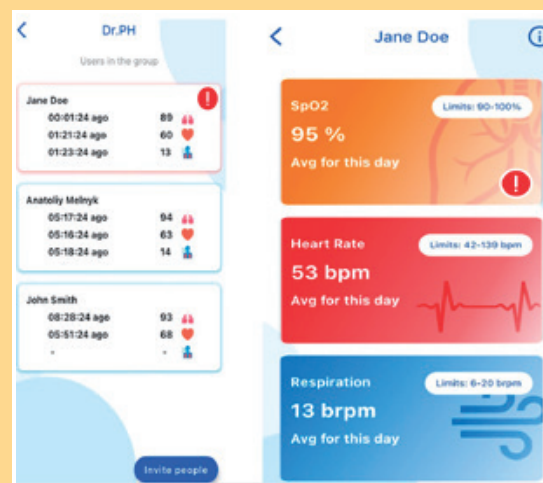 Dr.PH
Users in the group
Jane Doe
00:01:24 ago 89
01:21:24 ago 60
01:23:24 ago 13
Anatoliy Melnyk
05:17:24 ago 94
05:16:24 ago 63
05:18:24 ago 14
John Smith
08:28:24 ago 93
05:51:24 ago 68
- -
Invite people
Jane Doe
SpO2
Limits: 90-100%
95 %
Avg for this day
Heart Rate
Limits: 42-139 bpm
53 bpm
Avg for this day
Respiration
Limits: 6-20 brpm
13 brpm
Avg for this day